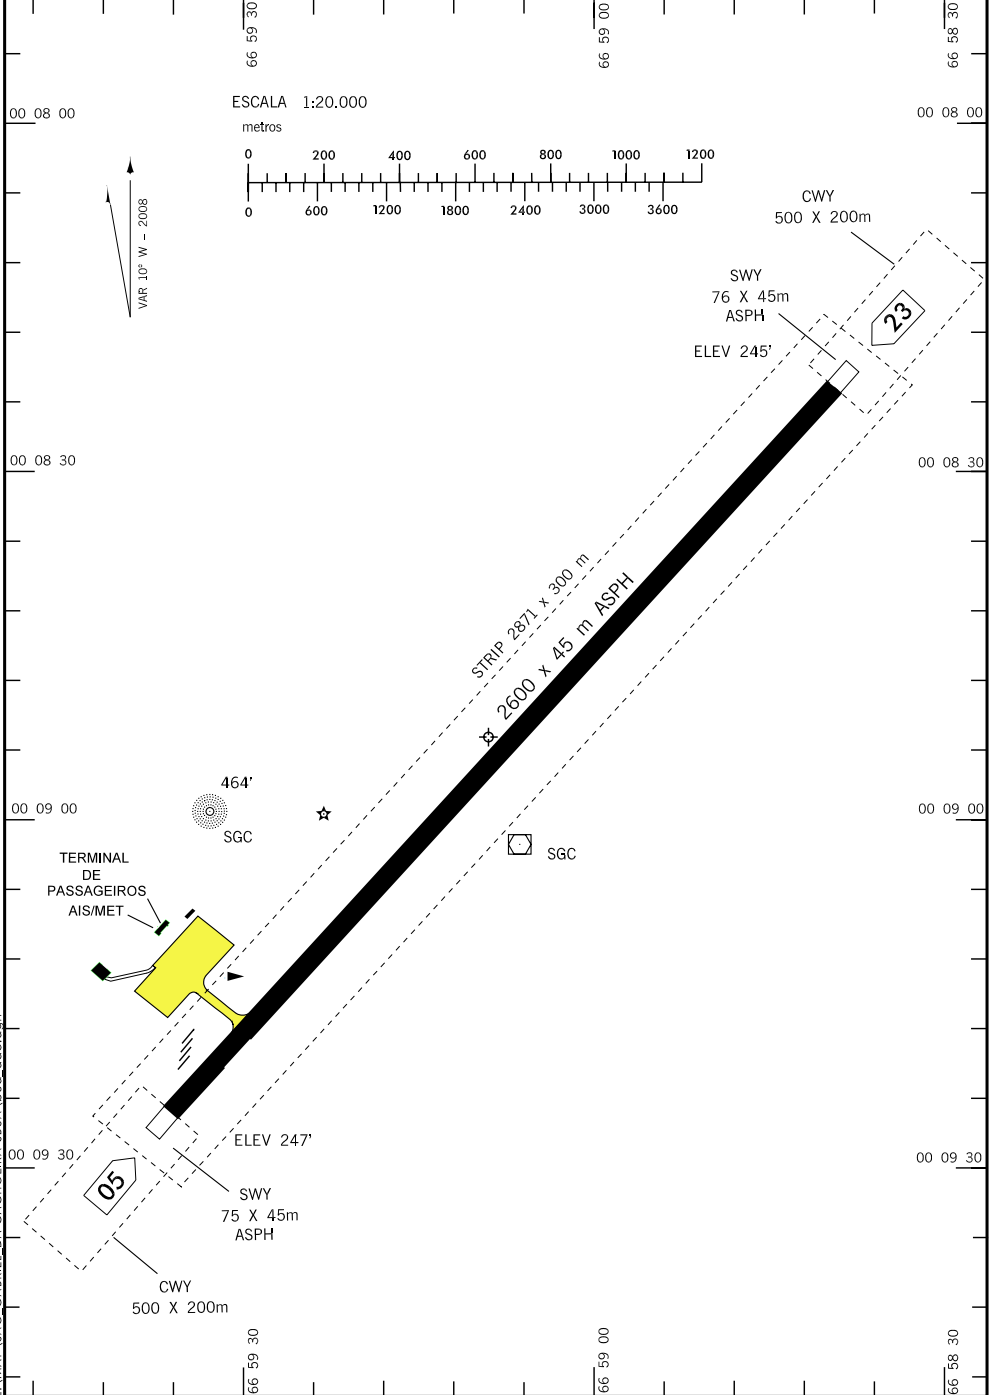 66 59 30
66 59 00
66 58 30
ESCALA 1:20.000
metros
00 08 00
00 08 00
0 200 400 600 800 1000 1200
0 600 1200 1800 2400 3000 3600
VAR 10° W - 2008
CWY
500 X 200m
SWY
76 X 45m
ASPH
ELEV 245'
23
00 08 30
00 08 30
STRIP 2871 x 300 m
2600 x 45 m ASPH
464'
SGC
00 09 00
00 09 00
SGC
TERMINAL
DE
PASSAGEIROS
AIS/MET
ELEV 247'
00 09 30
00 09 30
05
SWY
75 X 45m
ASPH
CWY
500 X 200m
66 59 30
66 59 00
66 58 30